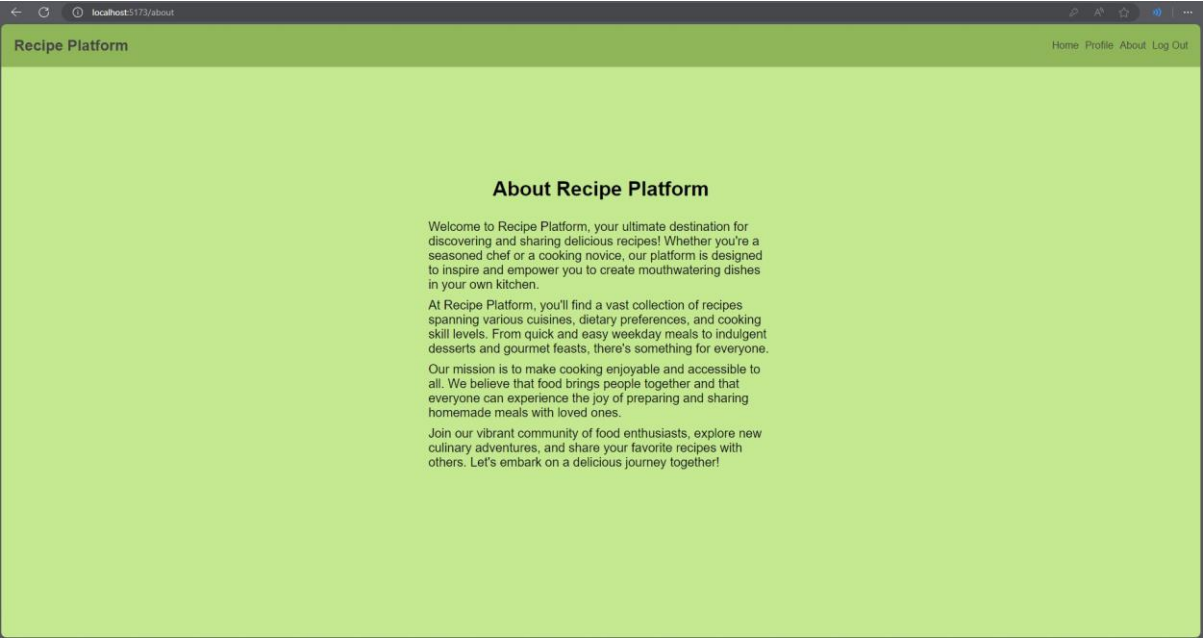 localhost:5173/about
Recipe Platform
Home Profile About Log Out
About Recipe Platform
Welcome to Recipe Platform, your ultimate destination for
discovering and sharing delicious recipes! Whether you're a
seasoned chef or a cooking novice, our platform is designed
to inspire and empower you to create mouthwatering dishes
in your own kitchen.
At Recipe Platform, you'll find a vast collection of recipes
spanning various cuisines, dietary preferences, and cooking
skill levels. From quick and easy weekday meals to indulgent
desserts and gourmet feasts, there's something for everyone.
Our mission is to make cooking enjoyable and accessible to
all. We believe that food brings people together and that
everyone can experience the joy of preparing and sharing
homemade meals with loved ones.
Join our vibrant community of food enthusiasts, explore new
culinary adventures, and share your favorite recipes with
others. Let's embark on a delicious journey together!